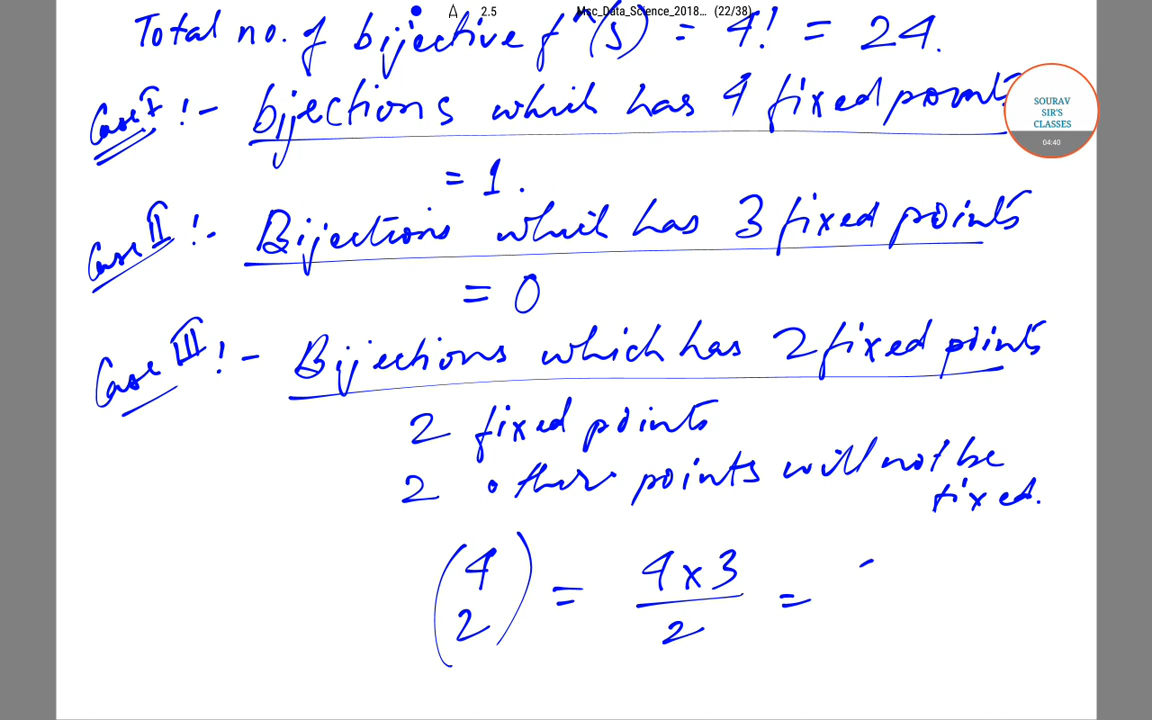 2.5 Msc_Data_Science_2018... (22/38)
Total no. of bijective fⁿ(s) = 4! = 24.
Case I :- bijections which has 4 fixed points
SOURAV
SIR'S
CLASSES
04:40
= 1.
Case II :- Bijections which has 3 fixed points
= 0
Case III :- Bijections which has 2 fixed points
2 fixed points
2 other points will not be
fixed.
(4 2) = 4 x 3 / 2 =